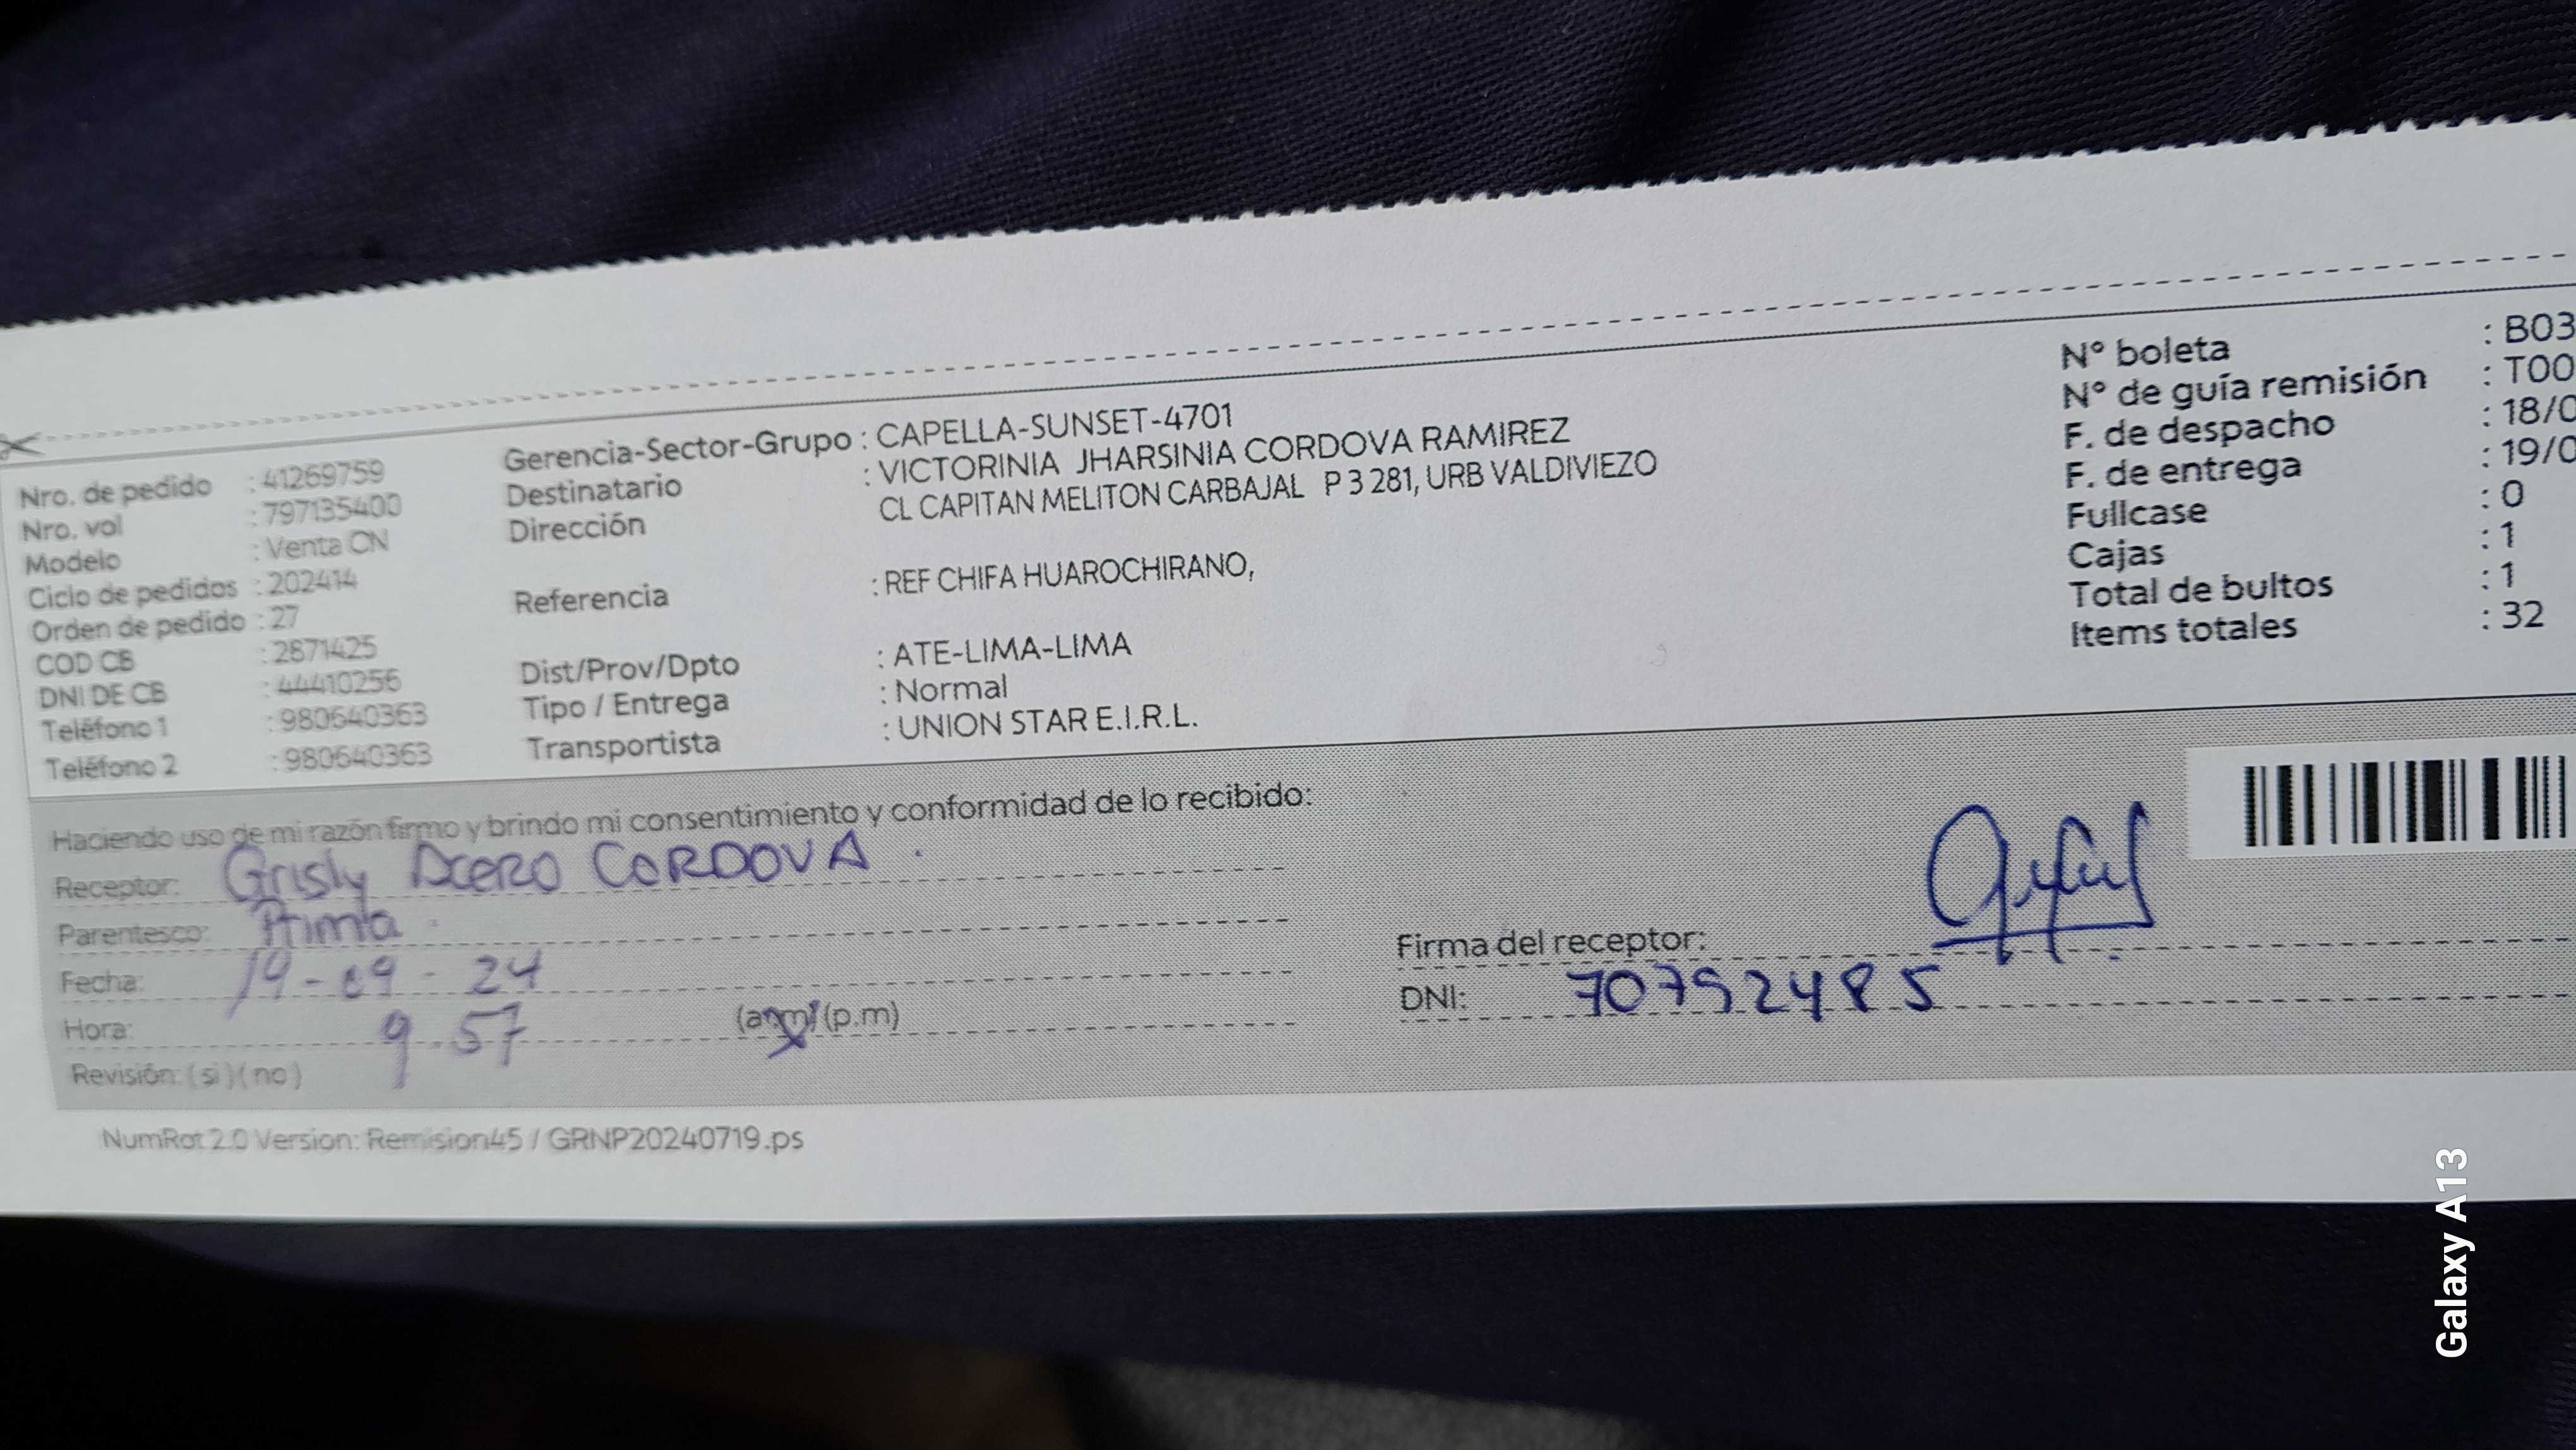 Nro. de pedido : 41269759
Nro. vol : 797135400
Modelo : Venta CN
Ciclo de pedidos : 202414
Orden de pedido : 27
COD CB : 2871425
DNI DE CB : 44410256
Teléfono 1 : 980640363
Teléfono 2 : 980640363
Gerencia-Sector-Grupo : CAPELLA-SUNSET-4701
Destinatario : VICTORINIA JHARSINIA CORDOVA RAMIREZ
Dirección CL CAPITAN MELITON CARBAJAL P 3 281, URB VALDIVIEZO
Referencia : REF CHIFA HUAROCHIRANO,
Dist/Prov/Dpto : ATE-LIMA-LIMA
Tipo / Entrega : Normal
Transportista : UNION STAR E.I.R.L.
N° boleta : B03
N° de guía remisión : T00
F. de despacho : 18/0
F. de entrega : 19/0
Fullcase : 0
Cajas : 1
Total de bultos : 1
Items totales : 32
Haciendo uso de mi razón firmo y brindo mi consentimiento y conformidad de lo recibido:
Receptor: Grisly Acero CORDOVA
Parentesco: Prima
Fecha: 19-09-24
Hora: 9.57 (a.m)(p.m)
Revisión: (si)(no)
Firma del receptor:
DNI: 70752485
NumRot 2.0 Version: Remision45 / GRNP20240719.ps
Galaxy A13